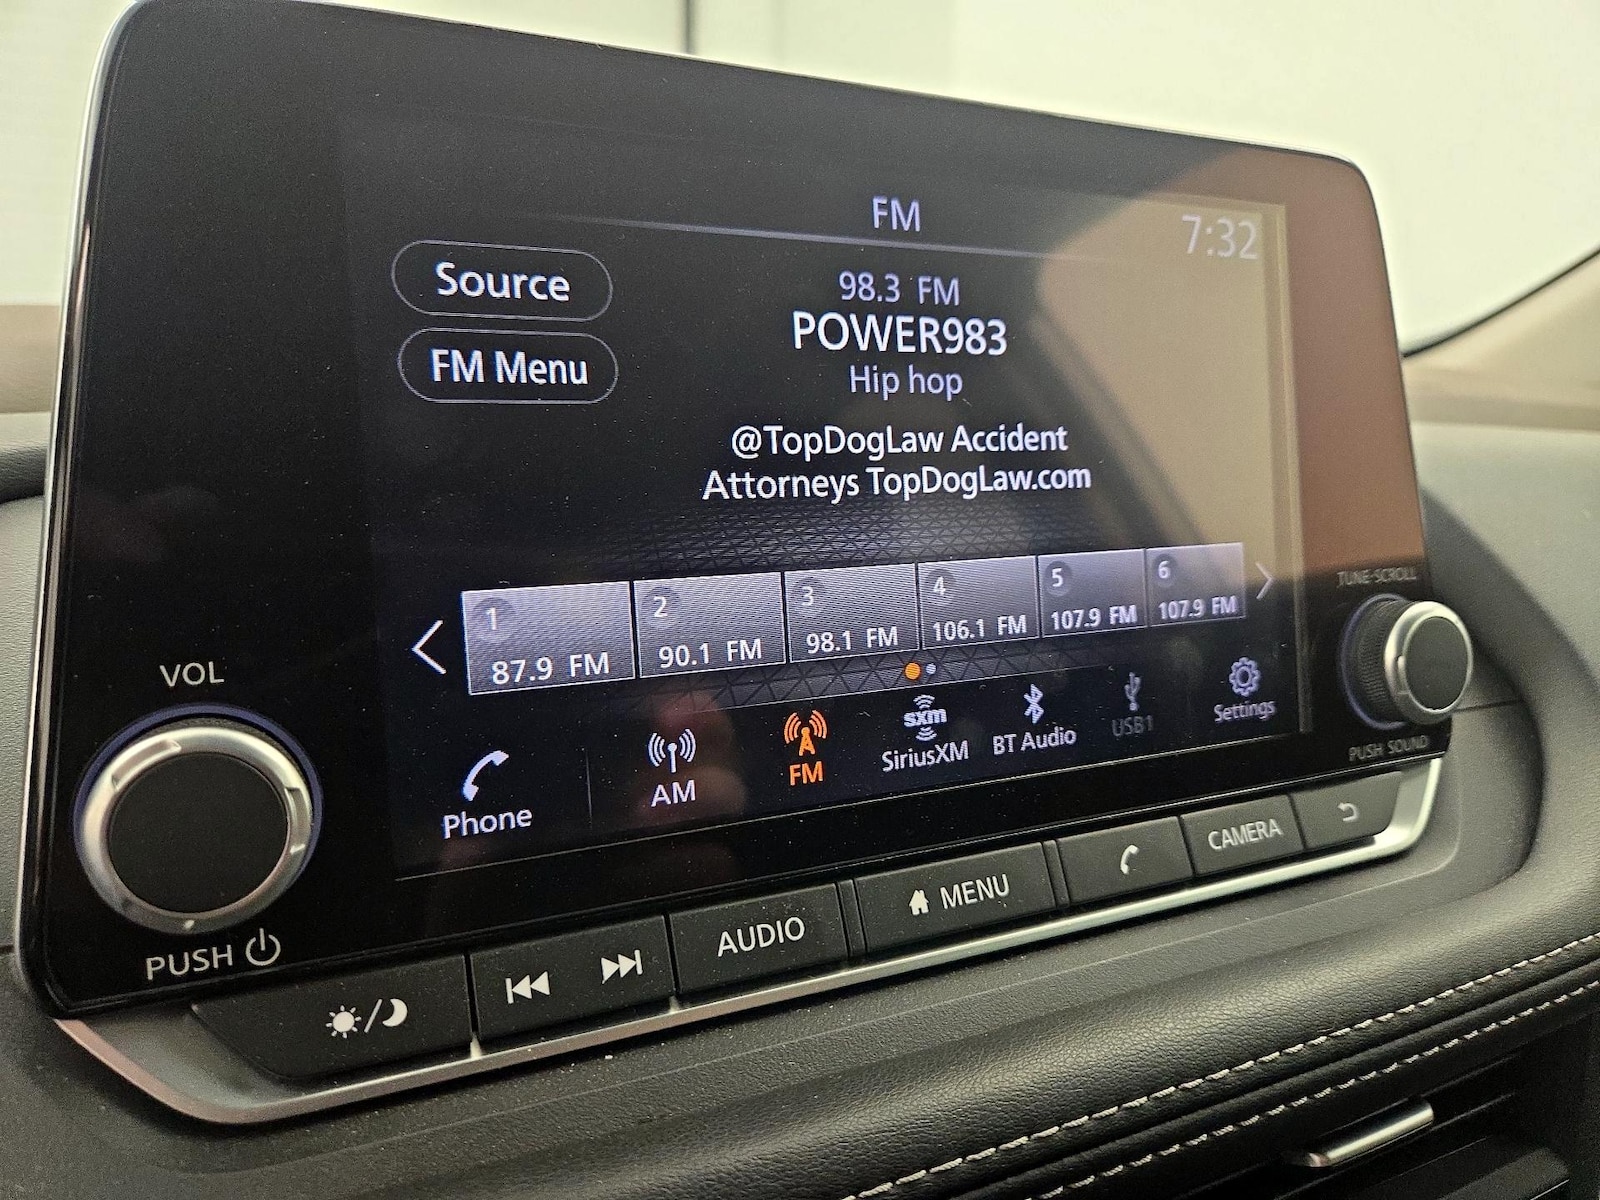 FM
7:32
Source
98.3 FM
POWER983
FM Menu
Hip hop
@TopDogLaw Accident
Attorneys TopDogLaw.com
1
2
3
4
5
6
87.9 FM
90.1 FM
98.1 FM
106.1 FM
107.9 FM
107.9 FM
TUNE·SCROLL
VOL
Phone
AM
FM
sxm
SiriusXM
BT Audio
USB1
Settings
PUSH SOUND
PUSH
AUDIO
MENU
CAMERA